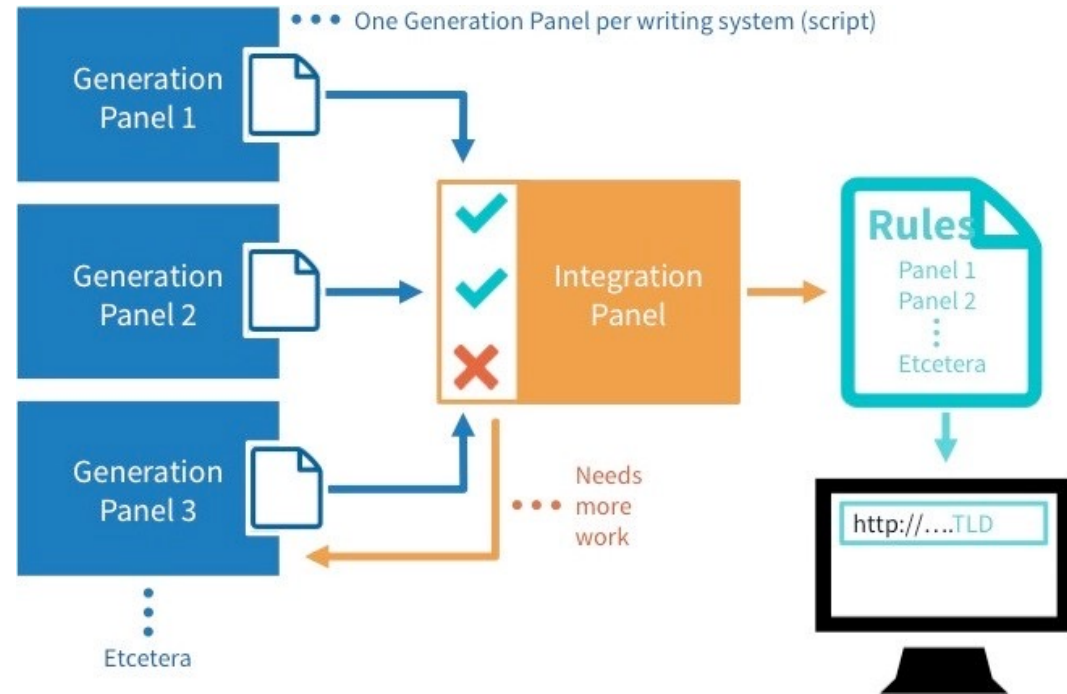 One Generation Panel per writing system (script)
Generation
Panel 1
Generation
Panel 2
Generation
Panel 3
Etcetera
Integration
Panel
Needs
more
work
Rules
Panel 1
Panel 2
Etcetera
http://....TLD